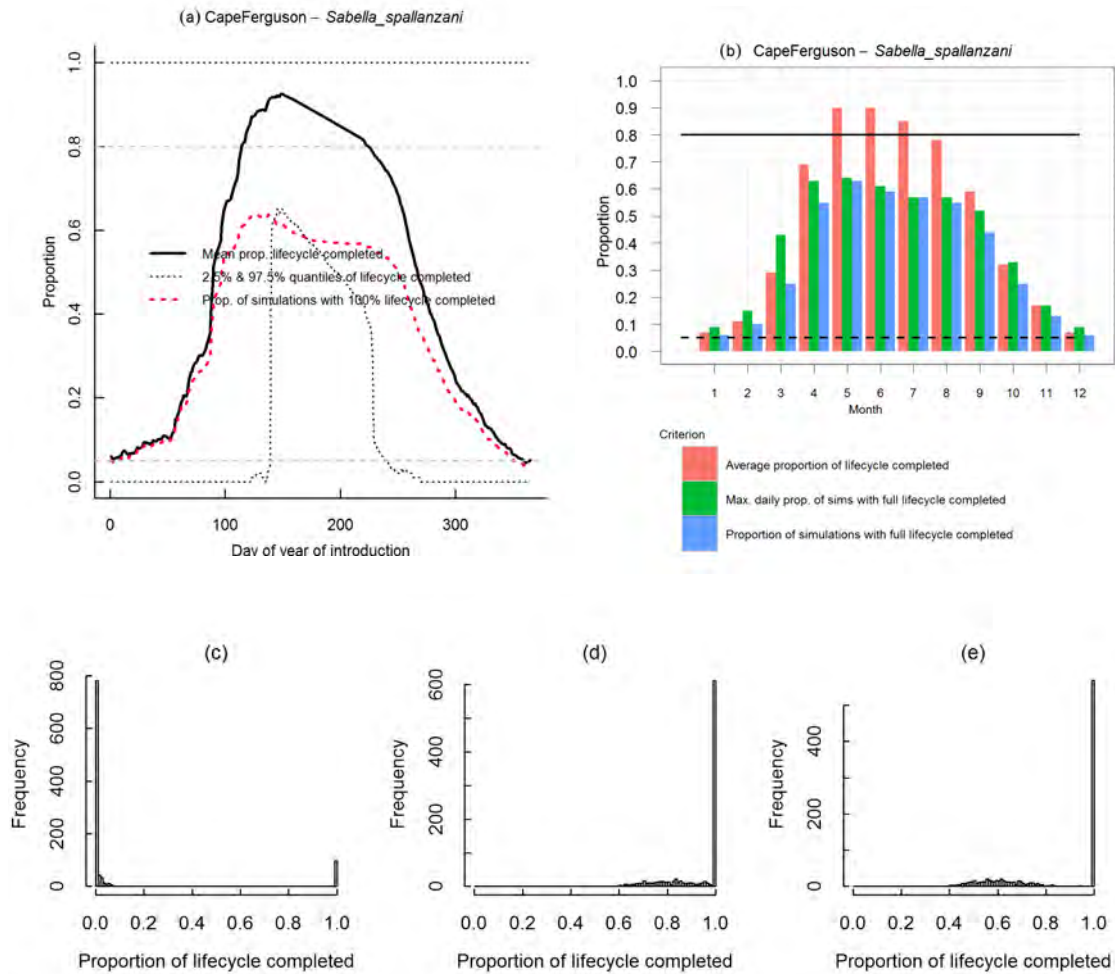 (a) CapeFerguson – Sabella_spallanzani
1.0
0.8
0.6
0.4
0.2
0.0
Proportion
Mean prop. lifecycle completed
2.5% & 97.5% quantiles of lifecycle completed
Prop. of simulations with 100% lifecycle completed
0 100 200 300
Day of year of introduction
(b) CapeFerguson – Sabella_spallanzani
1.0
0.9
0.8
0.7
0.6
0.5
0.4
0.3
0.2
0.1
0.0
Proportion
1 2 3 4 5 6 7 8 9 10 11 12
Month
Criterion
Average proportion of lifecycle completed
Max. daily prop. of sims with full lifecycle completed
Proportion of simulations with full lifecycle completed
(c)
800
600
400
200
0
Frequency
0.0 0.2 0.4 0.6 0.8 1.0
Proportion of lifecycle completed
(d)
600
400
200
0
Frequency
0.0 0.2 0.4 0.6 0.8 1.0
Proportion of lifecycle completed
(e)
400
200
0
Frequency
0.0 0.2 0.4 0.6 0.8 1.0
Proportion of lifecycle completed